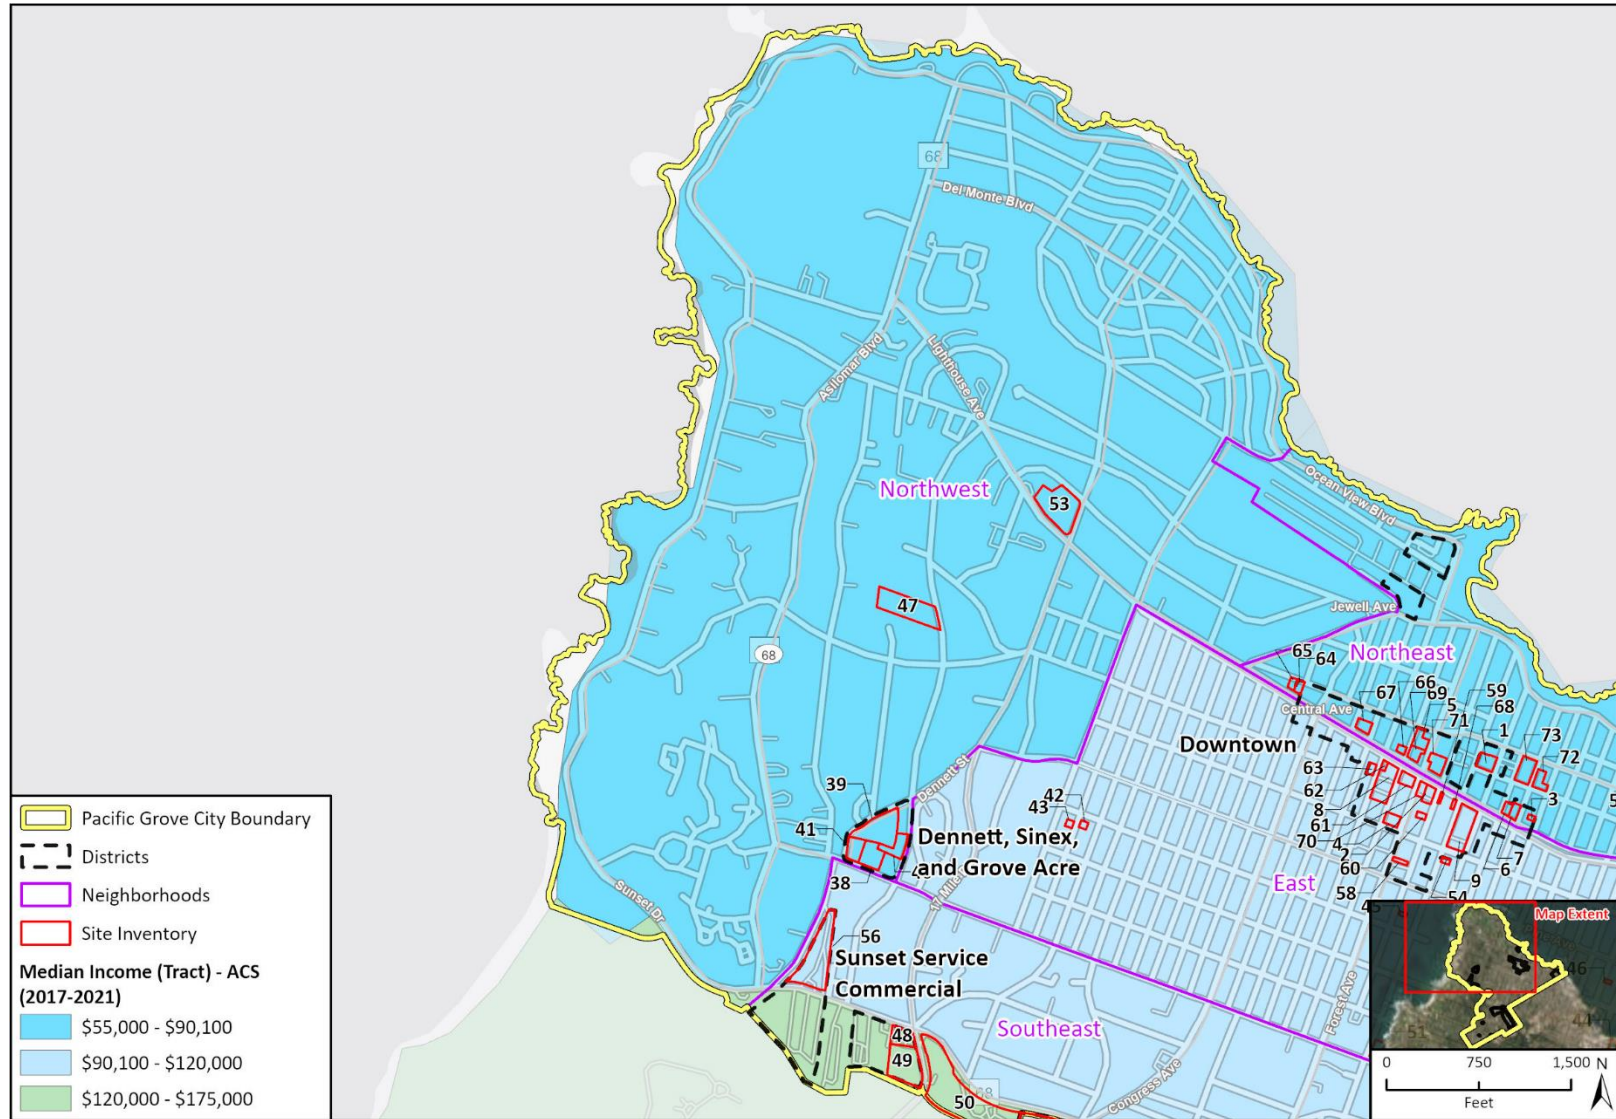 68
Del Monte Blvd
Asilomar Blvd
Lighthouse Ave
Northwest
53
Ocean View Blvd
47
Jewell Ave
68
Northeast
65
64
66
59
67
69
5
68
Central Ave
71
1
73
Downtown
72
63
62
Dennett St
39
42
43
8
3
41
Dennett, Sinex,
and Grove Acre
61
70
4
2
7
38
60
6
9
East
58
54
Sunset Dr
56
Sunset Service
Commercial
Southeast
Forest Ave
48
49
50
68
Congress Ave
Pacific Grove City Boundary
Districts
Neighborhoods
Site Inventory
Median Income (Tract) - ACS
(2017-2021)
$55,000 - $90,100
$90,100 - $120,000
$120,000 - $175,000
Map Extent
46
44
51
0 750 1,500
Feet
N